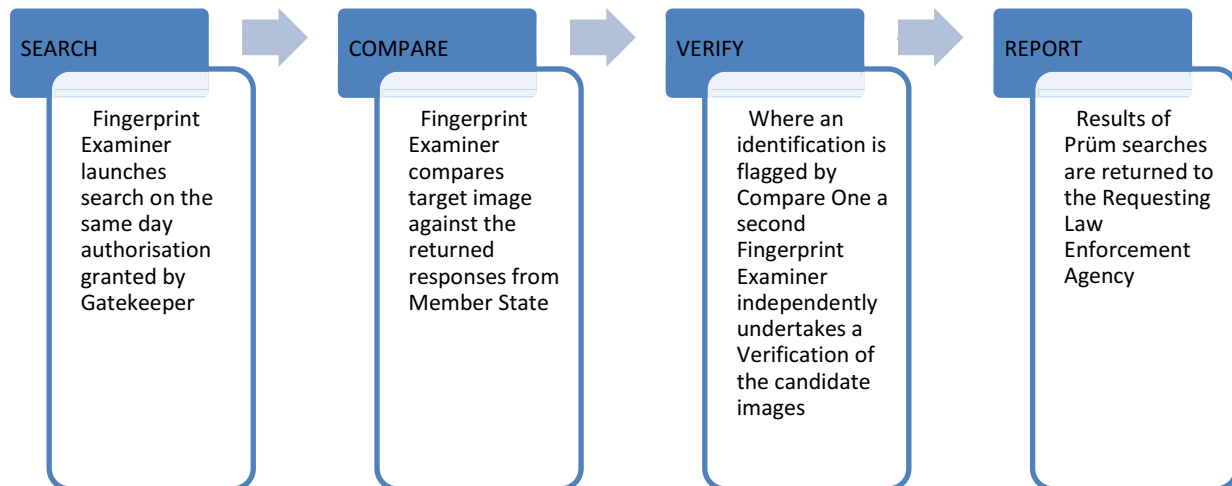 SEARCH
Fingerprint
Examiner
launches
search on the
same day
authorisation
granted by
Gatekeeper
COMPARE
Fingerprint
Examiner
compares
target image
against the
returned
responses from
Member State
VERIFY
Where an
identification is
flagged by
Compare One a
second
Fingerprint
Examiner
independently
undertakes a
Verification of
the candidate
images
REPORT
Results of
Prüm searches
are returned to
the Requesting
Law
Enforcement
Agency